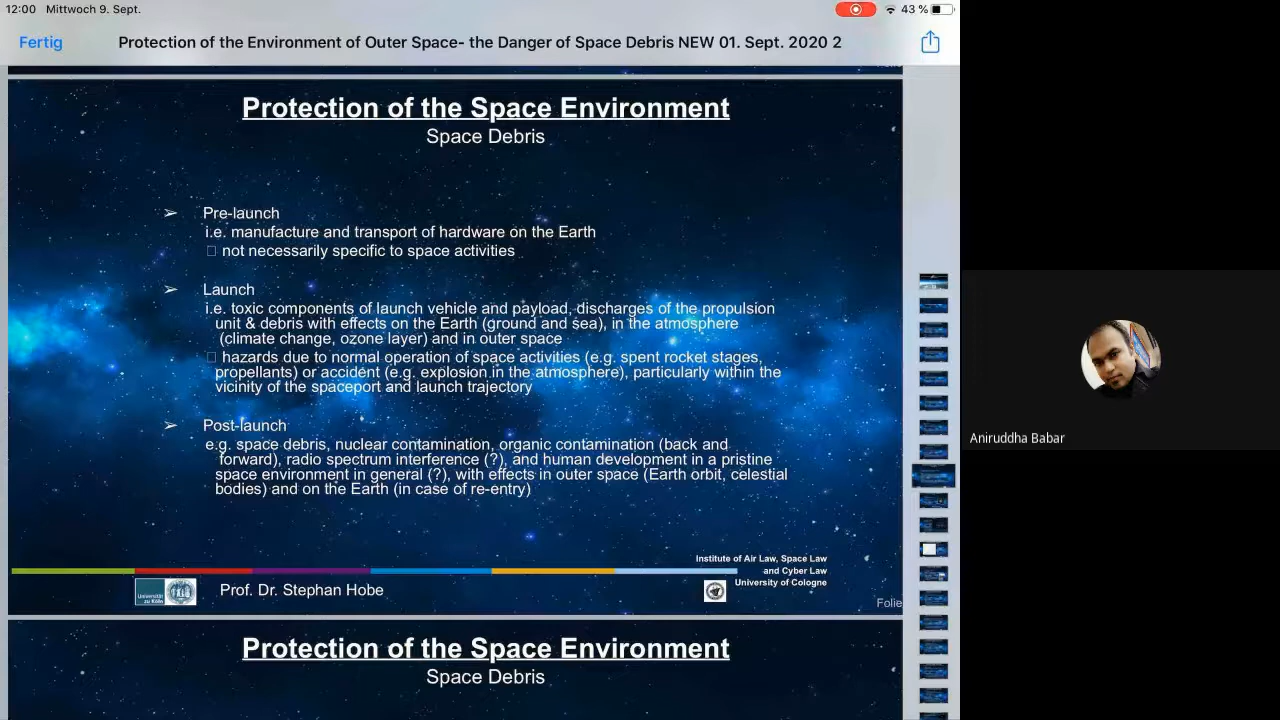 12:00 Mittwoch 9. Sept.
43 %
Fertig
Protection of the Environment of Outer Space- the Danger of Space Debris NEW 01. Sept. 2020 2
Protection of the Space Environment
Space Debris
➢ Pre-launch
i.e. manufacture and transport of hardware on the Earth
□ not necessarily specific to space activities
➢ Launch
i.e. toxic components of launch vehicle and payload, discharges of the propulsion
unit & debris with effects on the Earth (ground and sea), in the atmosphere
(climate change, ozone layer) and in outer space
□ hazards due to normal operation of space activities (e.g. spent rocket stages,
propellants) or accident (e.g. explosion in the atmosphere), particularly within the
vicinity of the spaceport and launch trajectory
➢ Post-launch
e.g. space debris, nuclear contamination, organic contamination (back and
forward), radio spectrum interference (?), and human development in a pristine
space environment in general (?), with effects in outer space (Earth orbit, celestial
bodies) and on the Earth (in case of re-entry)
Institute of Air Law, Space Law
and Cyber Law
University of Cologne
Universität
zu Köln
Prof. Dr. Stephan Hobe
Folie
Protection of the Space Environment
Space Debris
Aniruddha Babar